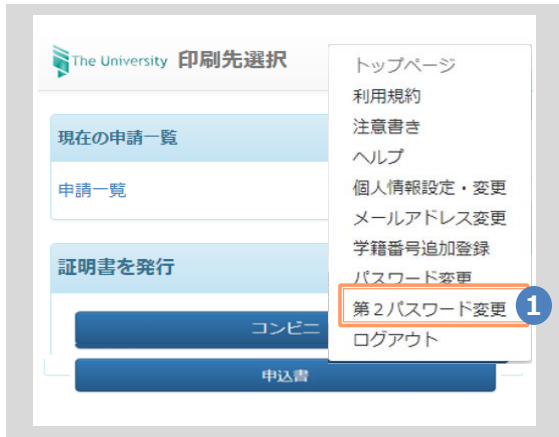 The University 印刷先選択
現在の申請一覧
申請一覧
証明書を発行
コンビニ
申込書
トップページ
利用規約
注意書き
ヘルプ
個人情報設定・変更
メールアドレス変更
学籍番号追加登録
パスワード変更
第2パスワード変更
1
ログアウト